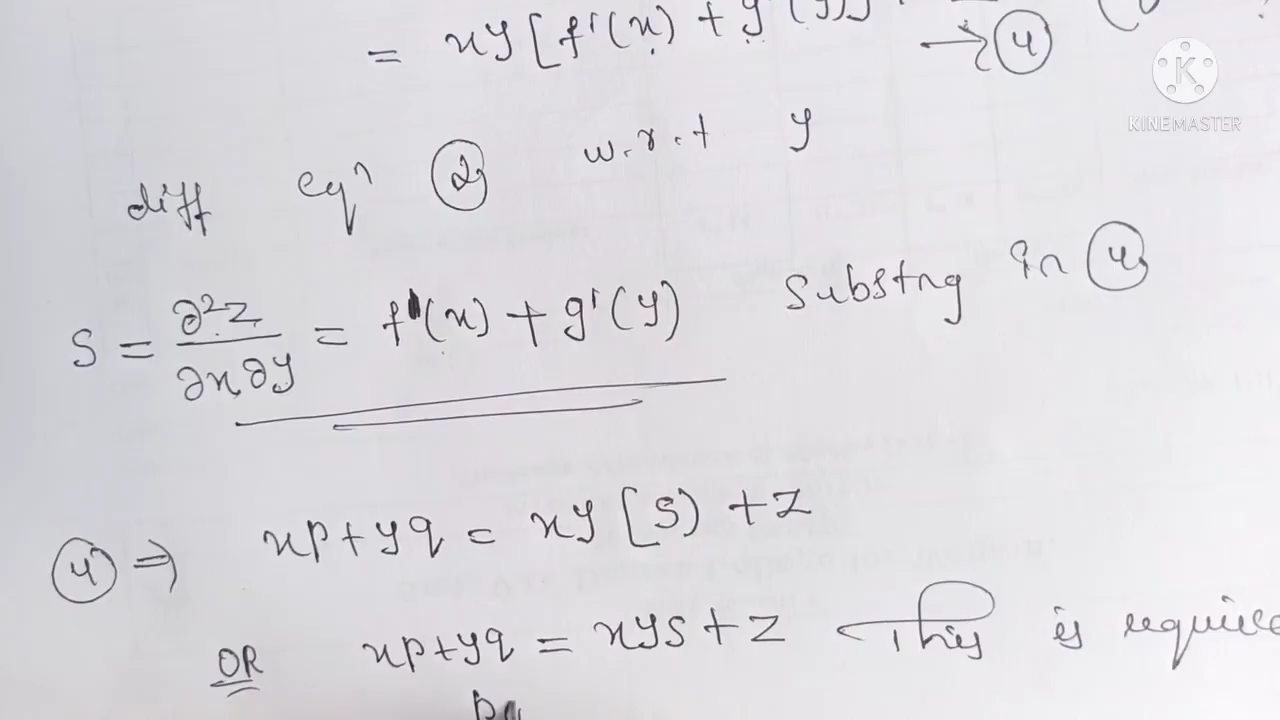 = xy [f'(x) + g'(y)] → 4
KINEMASTER
diff eqn 2 w.r.t y
S = ∂²z / ∂x ∂y = f'(x) + g'(y) Substng in 4
4 ⇒ xp + yq = xy [S) + z
OR xp + yq = xys + z This is require